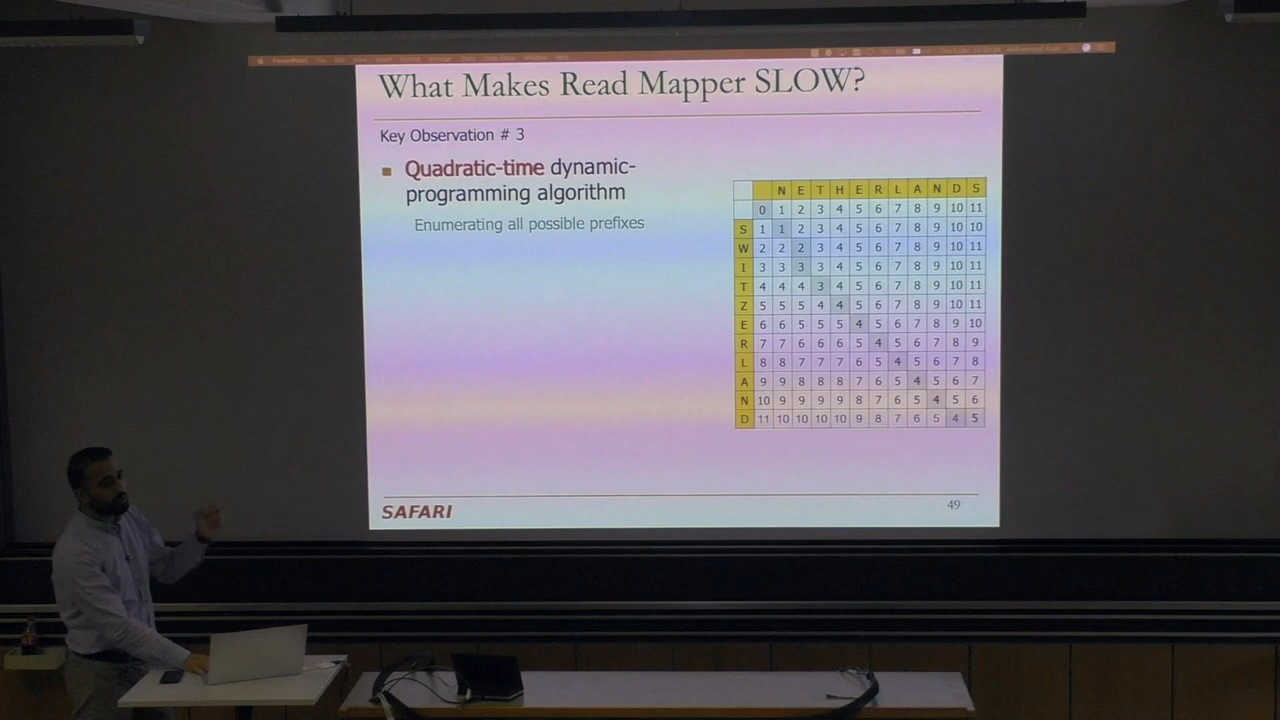 PowerPoint
What Makes Read Mapper SLOW?
Key Observation # 3
Quadratic-time dynamic-
programming algorithm
Enumerating all possible prefixes
N E T H E R L A N D S
0 1 2 3 4 5 6 7 8 9 10 11
S 1 1 2 3 4 5 6 7 8 9 10 10
W 2 2 2 3 4 5 6 7 8 9 10 11
I 3 3 3 3 4 5 6 7 8 9 10 11
T 4 4 4 3 4 5 6 7 8 9 10 11
Z 5 5 5 4 4 5 6 7 8 9 10 11
E 6 6 5 5 5 4 5 6 7 8 9 10
R 7 7 6 6 6 5 4 5 6 7 8 9
L 8 8 7 7 7 6 5 4 5 6 7 8
A 9 9 8 8 8 7 6 5 4 5 6 7
N 10 9 9 9 9 8 7 6 5 4 5 6
D 11 10 10 10 10 9 8 7 6 5 4 5
SAFARI
49